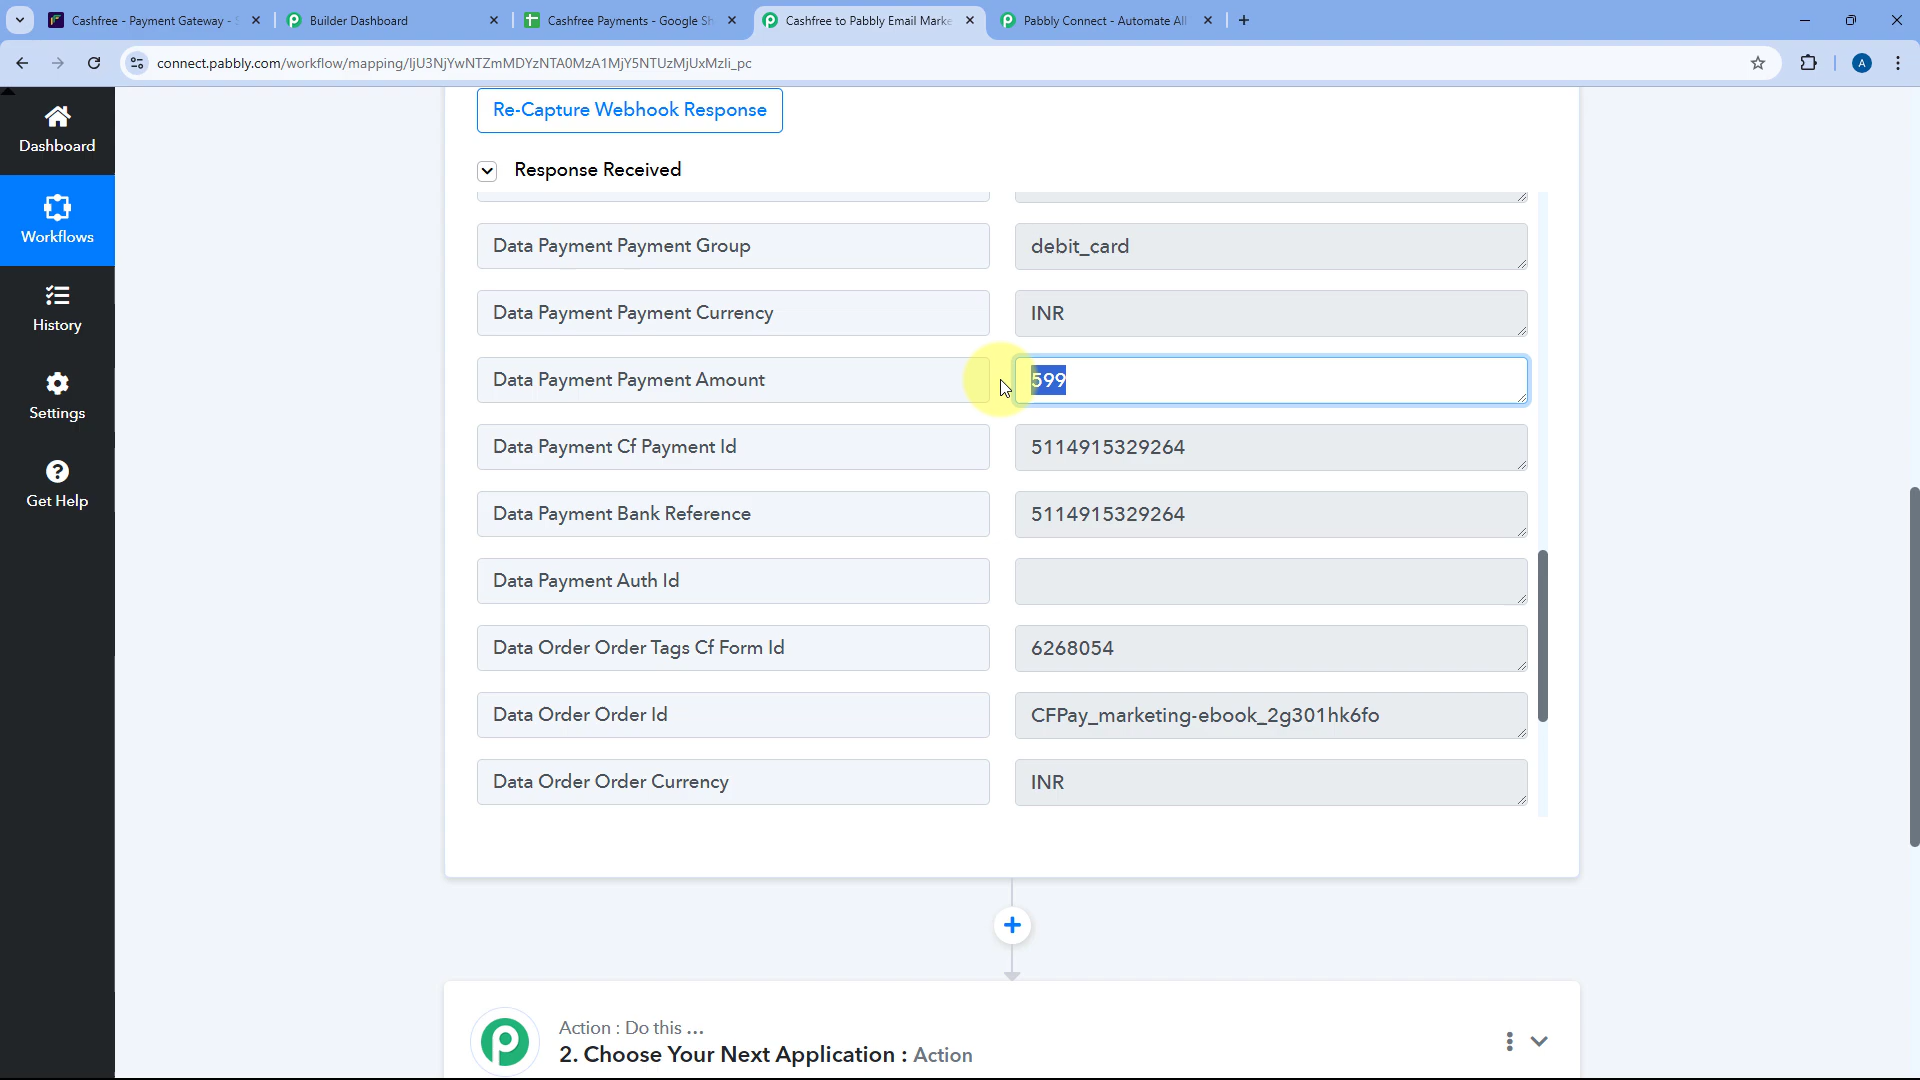 Cashfree - Payment Gateway -
Builder Dashboard
Cashfree Payments - Google Sh
Cashfree to Pabbly Email Marke
Pabbly Connect - Automate All
connect.pabbly.com/workflow/mapping/IjU3NjYwNTZmMDYzNTA0MzA1MjY5NTUzMjUxMzIi_pc
A
Dashboard
Workflows
History
Settings
Get Help
Re-Capture Webhook Response
Response Received
Data Payment Payment Group
debit_card
Data Payment Payment Currency
INR
Data Payment Payment Amount
599
Data Payment Cf Payment Id
5114915329264
Data Payment Bank Reference
5114915329264
Data Payment Auth Id
Data Order Order Tags Cf Form Id
6268054
Data Order Order Id
CFPay_marketing-ebook_2g301hk6fo
Data Order Order Currency
INR
Action : Do this ...
2. Choose Your Next Application : Action